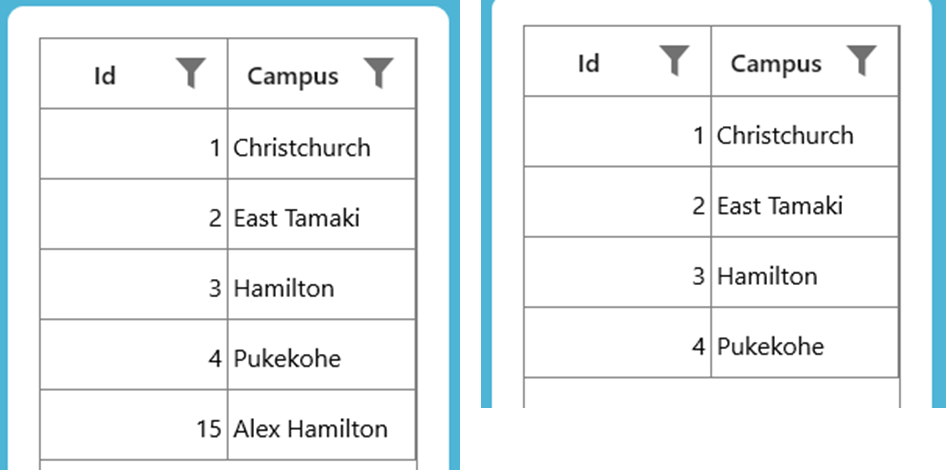 Id Campus
1 Christchurch
2 East Tamaki
3 Hamilton
4 Pukekohe
15 Alex Hamilton
Id Campus
1 Christchurch
2 East Tamaki
3 Hamilton
4 Pukekohe